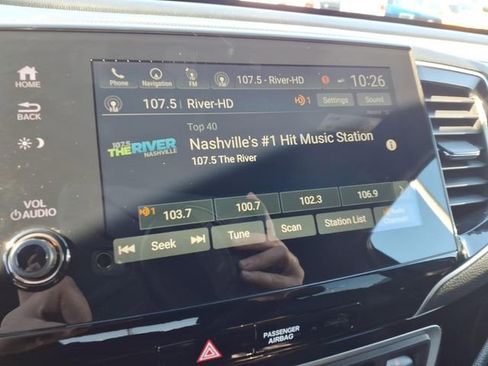 HOME
BACK
VOL
AUDIO
Phone Navigation FM 107.5 - River-HD 10:26
107.5 River-HD 1 Settings Sound
Top 40
107.5
THE RIVER
NASHVILLE
Nashville's #1 Hit Music Station
107.5 The River
1 103.7 100.7 102.3 106.9
Seek Tune Scan Station List
PASSENGER
AIRBAG